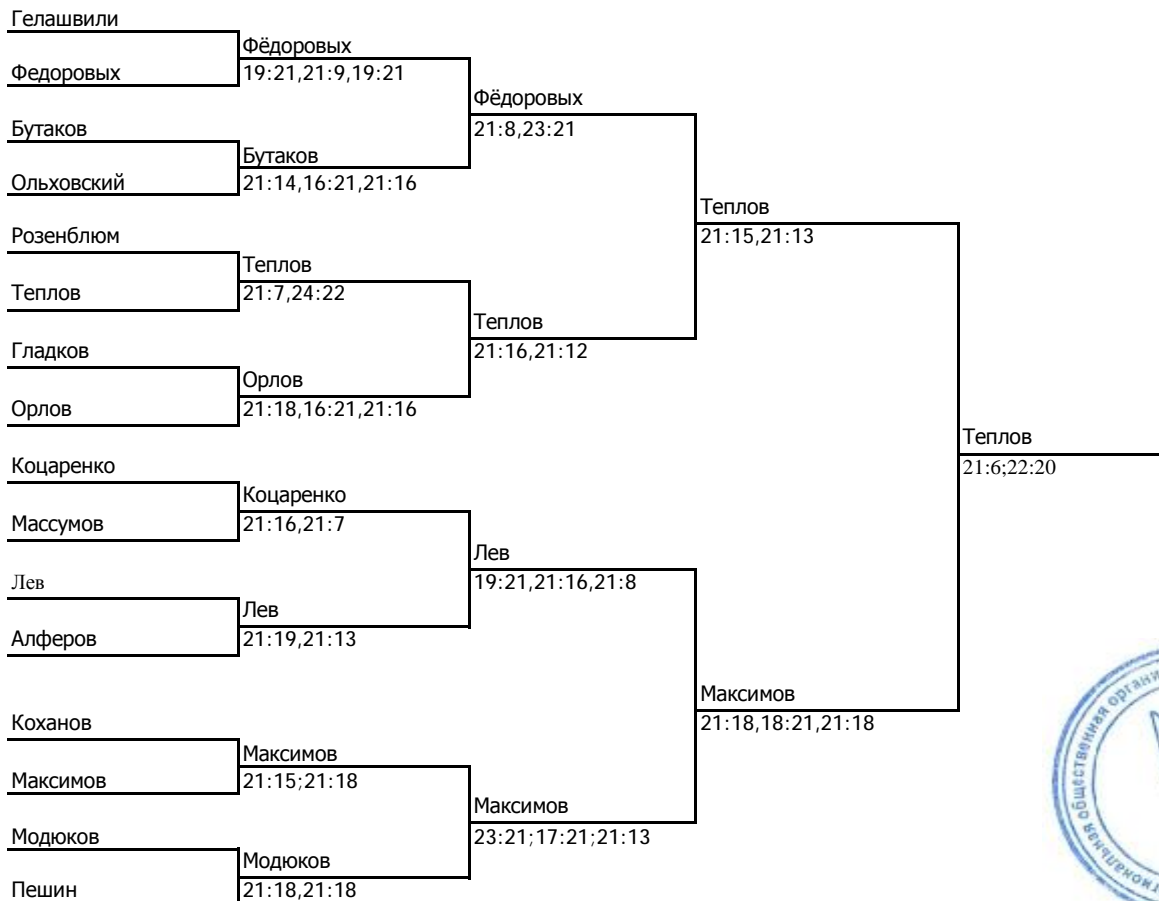 Гелашвили
Фёдоровых
Федоровых
19:21,21:9,19:21
Фёдоровых
Бутаков
21:8,23:21
Бутаков
Ольховский
21:14,16:21,21:16
Теплов
Розенблюм
21:15,21:13
Теплов
Теплов
21:7,24:22
Теплов
Гладков
21:16,21:12
Орлов
Орлов
21:18,16:21,21:16
Теплов
Коцаренко
21:6;22:20
Коцаренко
Массумов
21:16,21:7
Лев
Лев
19:21,21:16,21:8
Лев
Алферов
21:19,21:13
Максимов
Коханов
21:18,18:21,21:18
Максимов
Максимов
21:15;21:18
Максимов
Модюков
23:21;17:21;21:13
Модюков
Пешин
21:18,21:18
общественная